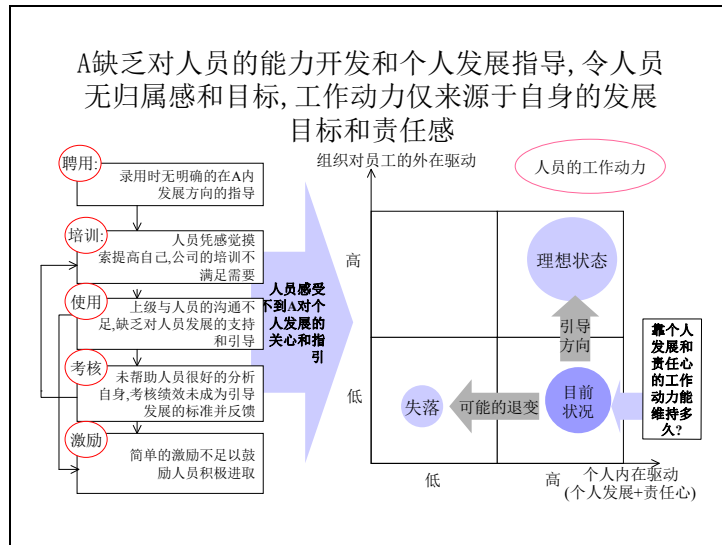 A缺乏对人员的能力开发和个人发展指导,令人员
无归属感和目标,工作动力仅来源于自身的发展
目标和责任感
聘用:
录用时无明确的在A内
发展方向的指导
培训:
人员凭感觉摸
索提高自己,公司的培训不
满足需要
使用
上级与人员的沟通不
足,缺乏对人员发展的支持
和引导
考核
未帮助人员很好的分析
自身,考核绩效未成为引导
发展的标准并反馈
激励
简单的激励不足以鼓
励人员积极进取
人员感受
不到A对个
人发展的
关心和指
引
组织对员工的外在驱动
人员的工作动力
高
理想状态
引导
方向
低
失落
可能的退变
目前
状况
靠个人
发展和
责任心
的工作
动力能
维持多
久?
低
高
个人内在驱动
(个人发展+责任心)